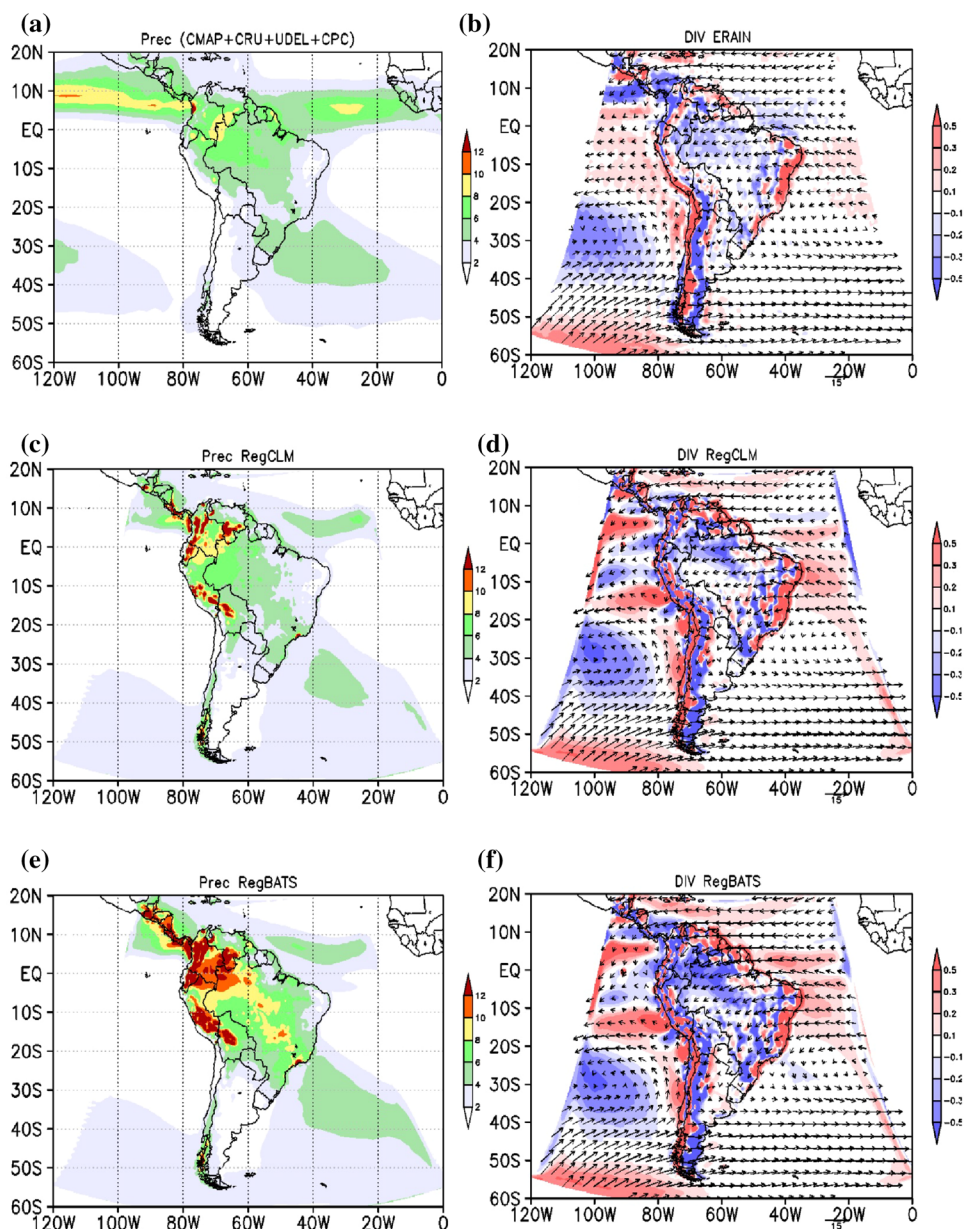 (a)
Prec (CMAP+CRU+UDEL+CPC)
20N
10N
EQ
10S
20S
30S
40S
50S
60S
120W 100W 80W 60W 40W 20W 0
12
10
8
6
4
2
(b)
DIV ERAIN
20N
10N
EQ
10S
20S
30S
40S
50S
60S
120W 100W 80W 60W 40W 20W 0
15
0.5
0.3
0.2
0.1
-0.1
-0.2
-0.3
-0.5
(c)
Prec RegCLM
20N
10N
EQ
10S
20S
30S
40S
50S
60S
120W 100W 80W 60W 40W 20W 0
12
10
8
6
4
2
(d)
DIV RegCLM
20N
10N
EQ
10S
20S
30S
40S
50S
60S
120W 100W 80W 60W 40W 20W 0
15
0.5
0.3
0.2
0.1
-0.1
-0.2
-0.3
-0.5
(e)
Prec RegBATS
20N
10N
EQ
10S
20S
30S
40S
50S
60S
120W 100W 80W 60W 40W 20W 0
12
10
8
6
4
2
(f)
DIV RegBATS
20N
10N
EQ
10S
20S
30S
40S
50S
60S
120W 100W 80W 60W 40W 20W 0
15
0.5
0.3
0.2
0.1
-0.1
-0.2
-0.3
-0.5